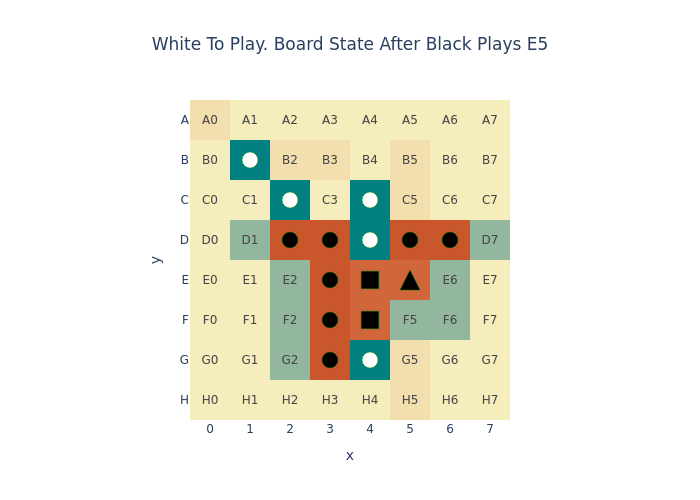 White To Play. Board State After Black Plays E5
A A0 A1 A2 A3 A4 A5 A6 A7
B B0 B2 B3 B4 B5 B6 B7
C C0 C1 C3 C5 C6 C7
D D0 D1 D7
y
E E0 E1 E2 E6 E7
F F0 F1 F2 F5 F6 F7
G G0 G1 G2 G5 G6 G7
H H0 H1 H2 H3 H4 H5 H6 H7
0 1 2 3 4 5 6 7
x